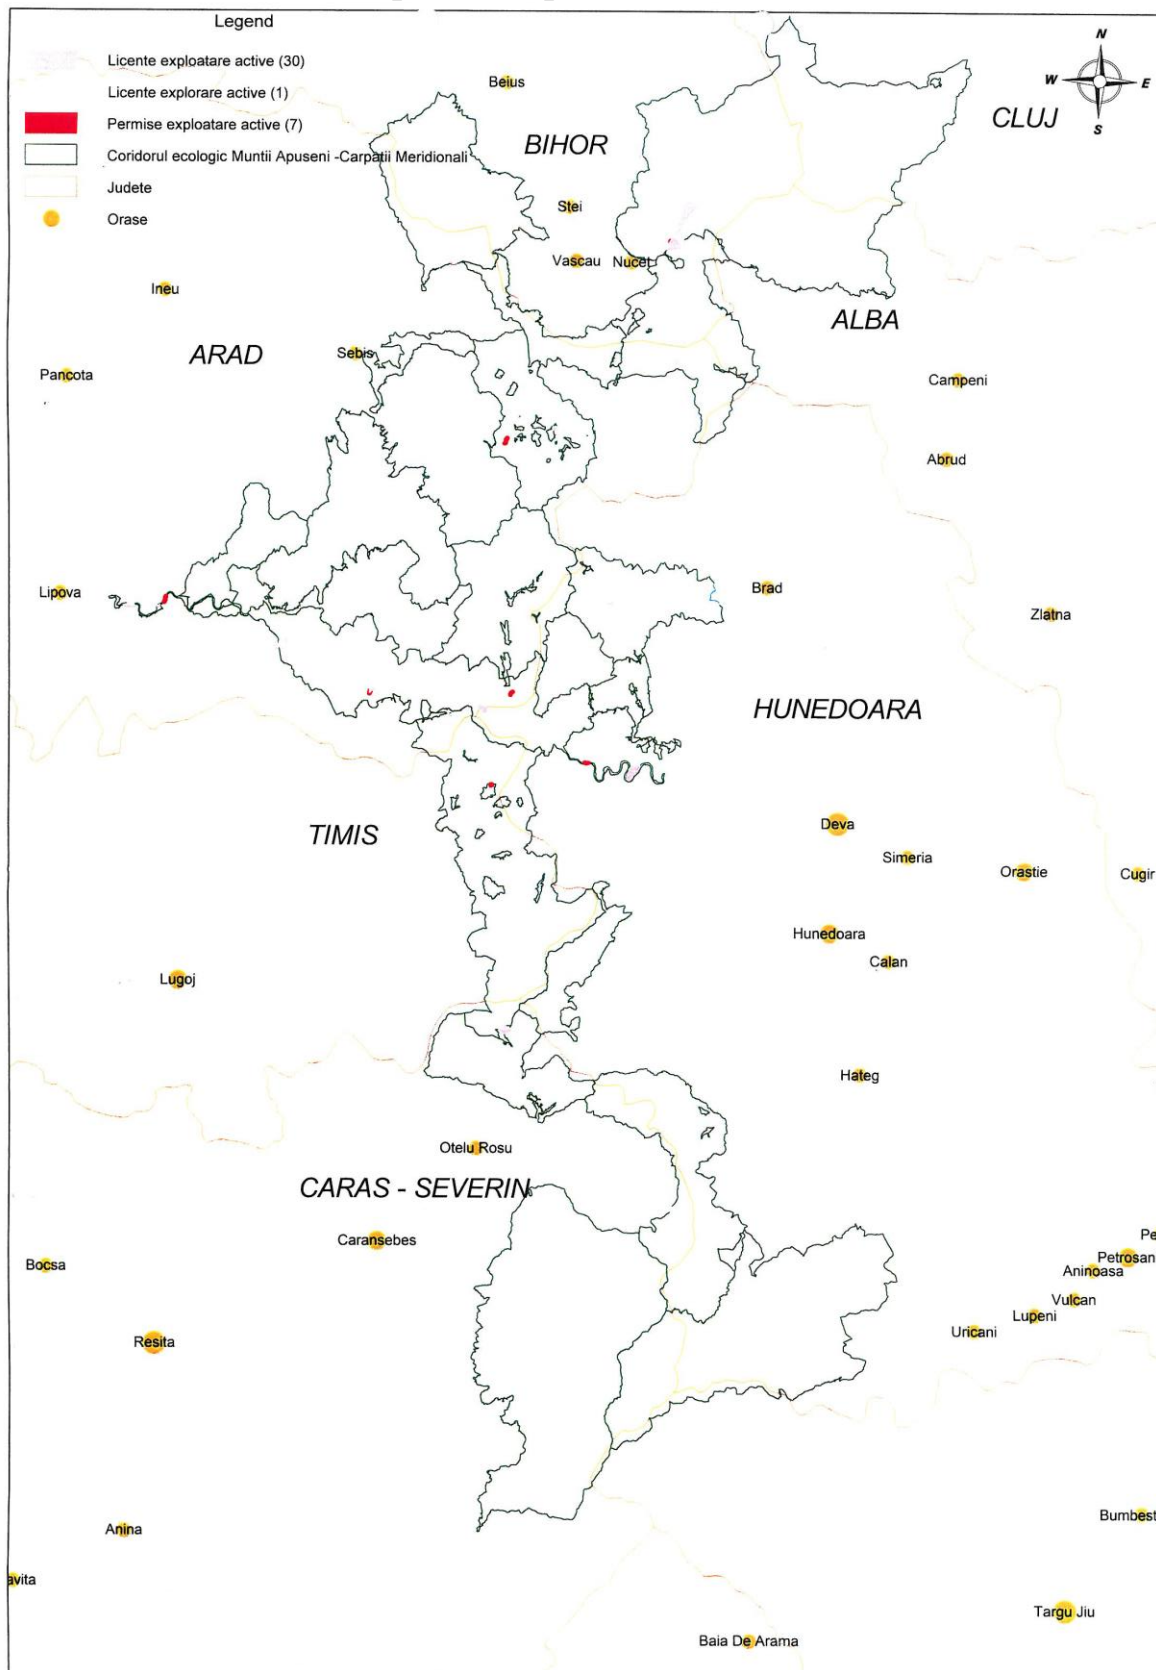 Legend
Licente exploatare active (30)
Licente explorare active (1)
Permise exploatare active (7)
Coridorul ecologic Muntii Apuseni -Carpatii Meridionali
Judete
Orase
N
W
E
S
CLUJ
Beius
BIHOR
Stei
Vascau
Nucet
Ineu
ALBA
ARAD
Sebis
Pancota
Campeni
Abrud
Lipova
Brad
Zlatna
HUNEDOARA
TIMIS
Deva
Simeria
Orastie
Cugir
Hunedoara
Calan
Lugoj
Hateg
Otelu Rosu
CARAS - SEVERIN
Caransebes
Pe
Petrosan
Bocsa
Aninoasa
Vulcan
Lupeni
Uricani
Resita
Bumbest
Anina
avita
Targu Jiu
Baia De Arama